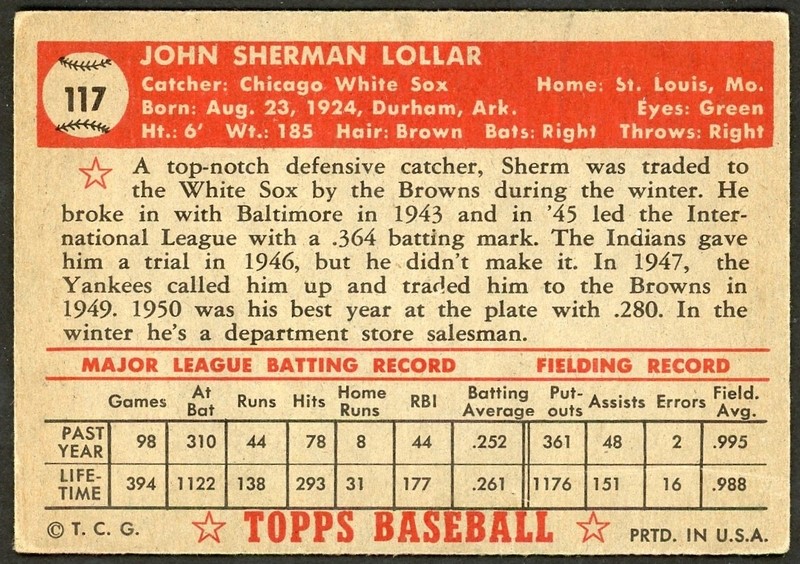 117
JOHN SHERMAN LOLLAR
Catcher: Chicago White Sox Home: St. Louis, Mo.
Born: Aug. 23, 1924, Durham, Ark. Eyes: Green
Ht.: 6' Wt.: 185 Hair: Brown Bats: Right Throws: Right
A top-notch defensive catcher, Sherm was traded to
the White Sox by the Browns during the winter. He
broke in with Baltimore in 1943 and in '45 led the Inter-
national League with a .364 batting mark. The Indians gave
him a trial in 1946, but he didn't make it. In 1947, the
Yankees called him up and traded him to the Browns in
1949. 1950 was his best year at the plate with .280. In the
winter he's a department store salesman.
MAJOR LEAGUE BATTING RECORD FIELDING RECORD
Games At Bat Runs Hits Home Runs RBI Batting Average Put-outs Assists Errors Field. Avg.
PAST YEAR 98 310 44 78 8 44 .252 361 48 2 .995
LIFE-TIME 394 1122 138 293 31 177 .261 1176 151 16 .988
© T. C. G. TOPPS BASEBALL PRTD. IN U.S.A.